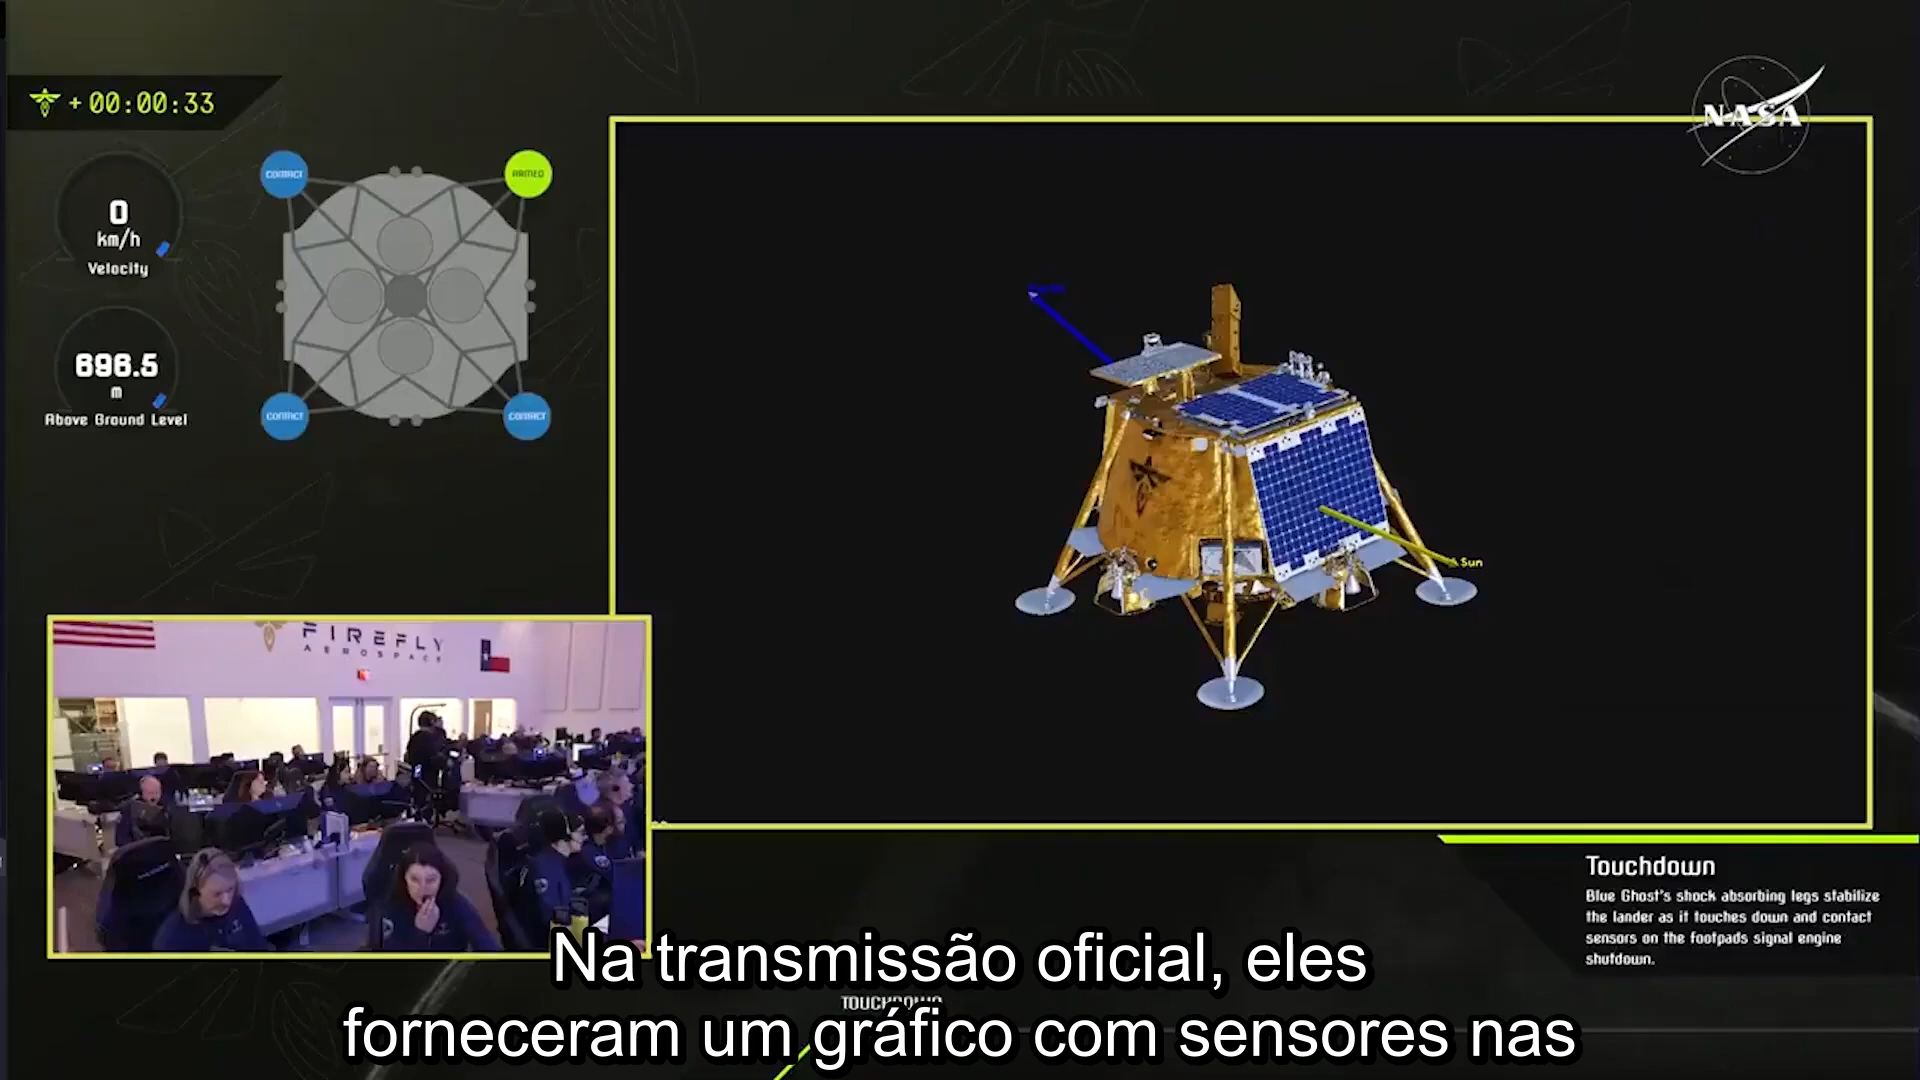 + 00:00:33
NASA
CONTACT
ARMED
0
km/h
Velocity
696.5
m
Above Ground Level
CONTACT
CONTACT
Sun
FIREFLY
AEROSPACE
Touchdown
Blue Ghost's shock absorbing legs stabilize
the lander as it touches down and contact
sensors on the footpads signal engine
shutdown.
TOUCHDOWN
Na transmissão oficial, eles
forneceram um gráfico com sensores nas